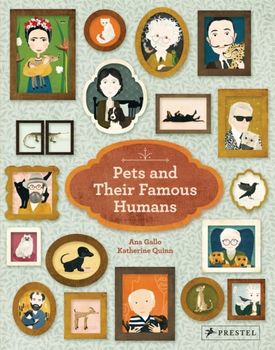 Pets and
Their Famous
Humans
Ana Gallo
Katherine Quinn
PRESTEL